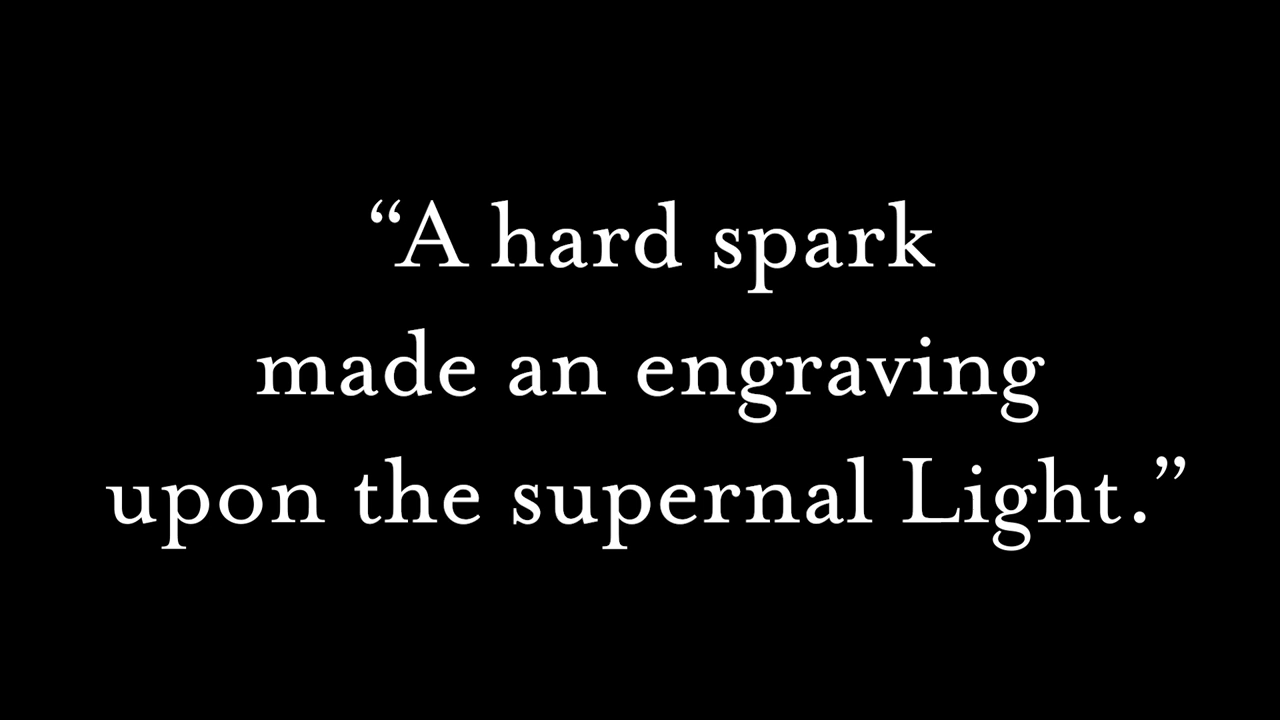 “A hard spark
made an engraving
upon the supernal Light.”